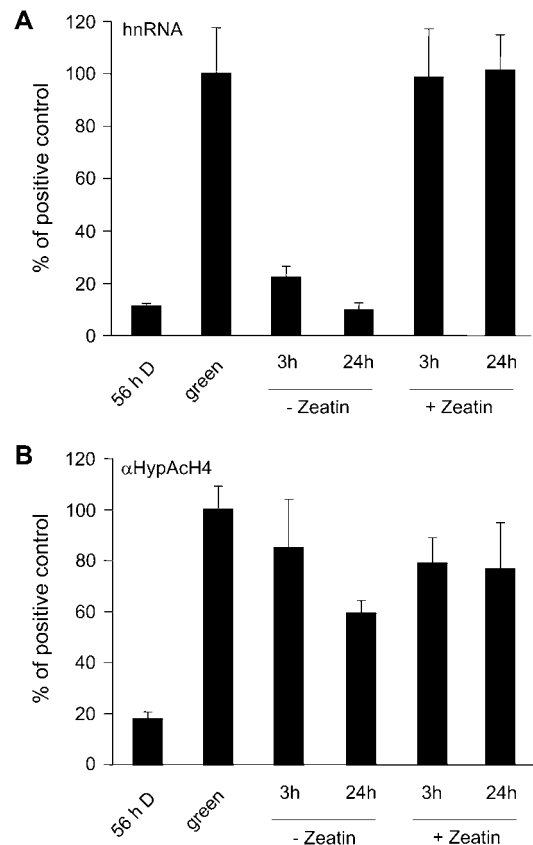 A
hnRNA
% of positive control
120
100
80
60
40
20
0
56 h D
green
3h 24h 3h 24h
- Zeatin + Zeatin
B
αHypAcH4
% of positive control
120
100
80
60
40
20
0
56 h D
green
3h 24h 3h 24h
- Zeatin + Zeatin